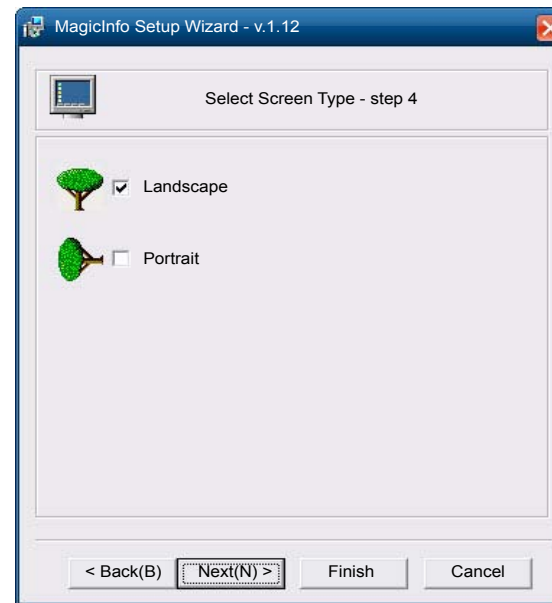 MagicInfo Setup Wizard - v.1.12
Select Screen Type - step 4
Landscape
Portrait
< Back(B) Next(N) > Finish Cancel